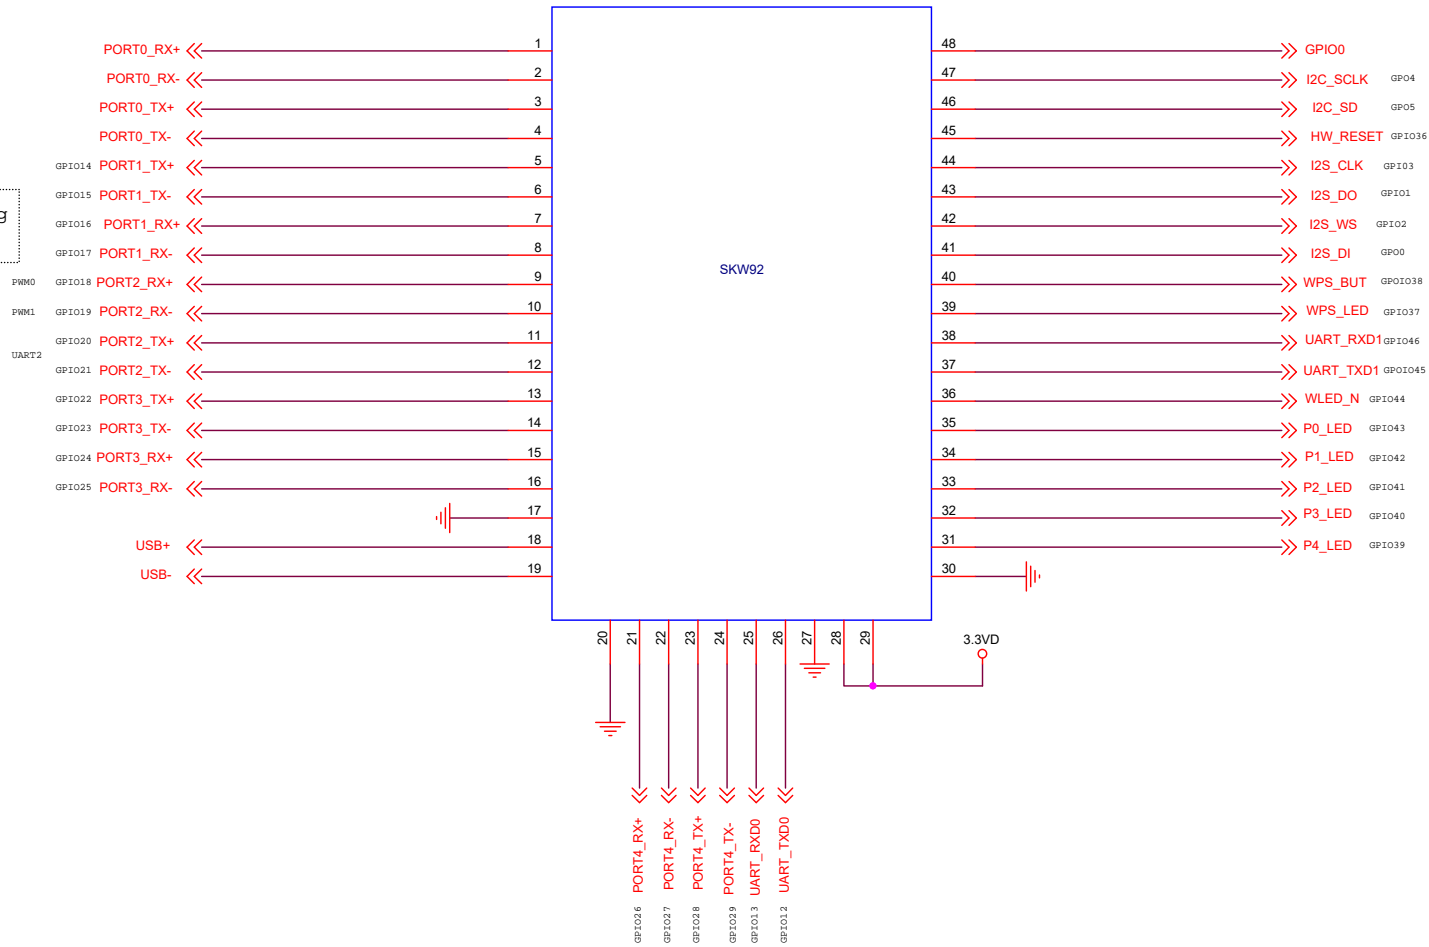 PORT0_RX+ 1
PORT0_RX- 2
PORT0_TX+ 3
PORT0_TX- 4
GPIO14 PORT1_TX+ 5
GPIO15 PORT1_TX- 6
g
GPIO16 PORT1_RX+ 7
GPIO17 PORT1_RX- 8
PWM0 GPIO18 PORT2_RX+ 9
PWM1 GPIO19 PORT2_RX- 10
GPIO20 PORT2_TX+ 11
UART2
GPIO21 PORT2_TX- 12
GPIO22 PORT3_TX+ 13
GPIO23 PORT3_TX- 14
GPIO24 PORT3_RX+ 15
GPIO25 PORT3_RX- 16
17
USB+ 18
USB- 19
SKW92
48 GPIO0
47 I2C_SCLK GPO4
46 I2C_SD GPO5
45 HW_RESET GPIO36
44 I2S_CLK GPI03
43 I2S_DO GPIO1
42 I2S_WS GPIO2
41 I2S_DI GPO0
40 WPS_BUT GPOIO38
39 WPS_LED GPIO37
38 UART_RXD1 GPIO46
37 UART_TXD1 GPOIO45
36 WLED_N GPIO44
35 P0_LED GPIO43
34 P1_LED GPIO42
33 P2_LED GPIO41
32 P3_LED GPIO40
31 P4_LED GPIO39
30
20
21 PORT4_RX+ GPIO26
22 PORT4_RX- GPIO27
23 PORT4_TX+ GPIO28
24 PORT4_TX- GPIO29
25 UART_RXD0 GPIO13
26 UART_TXD0 GPIO12
27
28
29
3.3VD